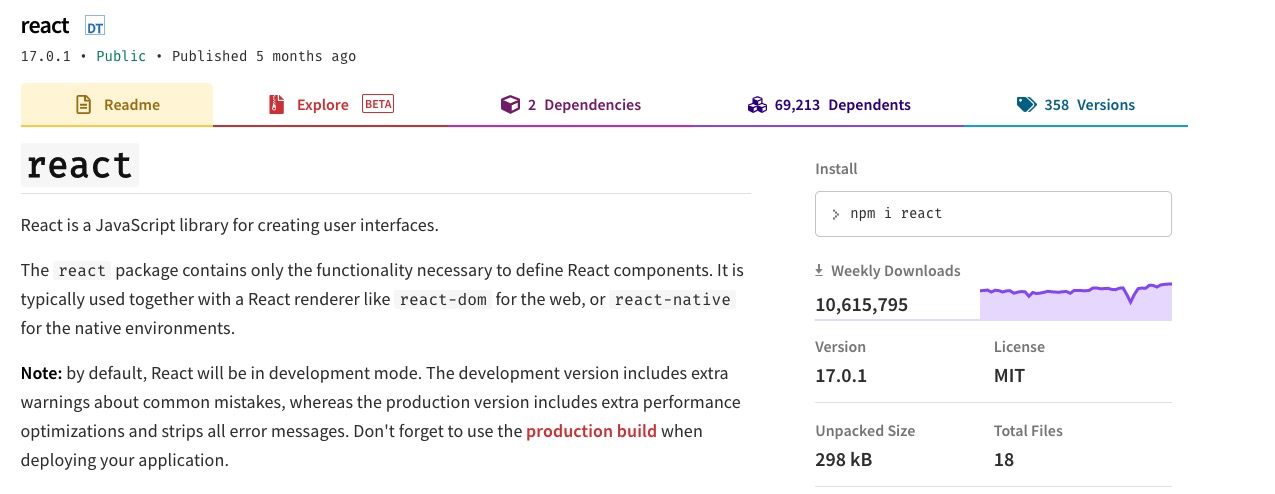 react DT
17.0.1 • Public • Published 5 months ago
Readme
Explore BETA
2 Dependencies
69,213 Dependents
358 Versions
react
React is a JavaScript library for creating user interfaces.
The react package contains only the functionality necessary to define React components. It is
typically used together with a React renderer like react-dom for the web, or react-native
for the native environments.
Note: by default, React will be in development mode. The development version includes extra
warnings about common mistakes, whereas the production version includes extra performance
optimizations and strips all error messages. Don't forget to use the production build when
deploying your application.
Install
> npm i react
Weekly Downloads
10,615,795
Version
17.0.1
License
MIT
Unpacked Size
298 kB
Total Files
18